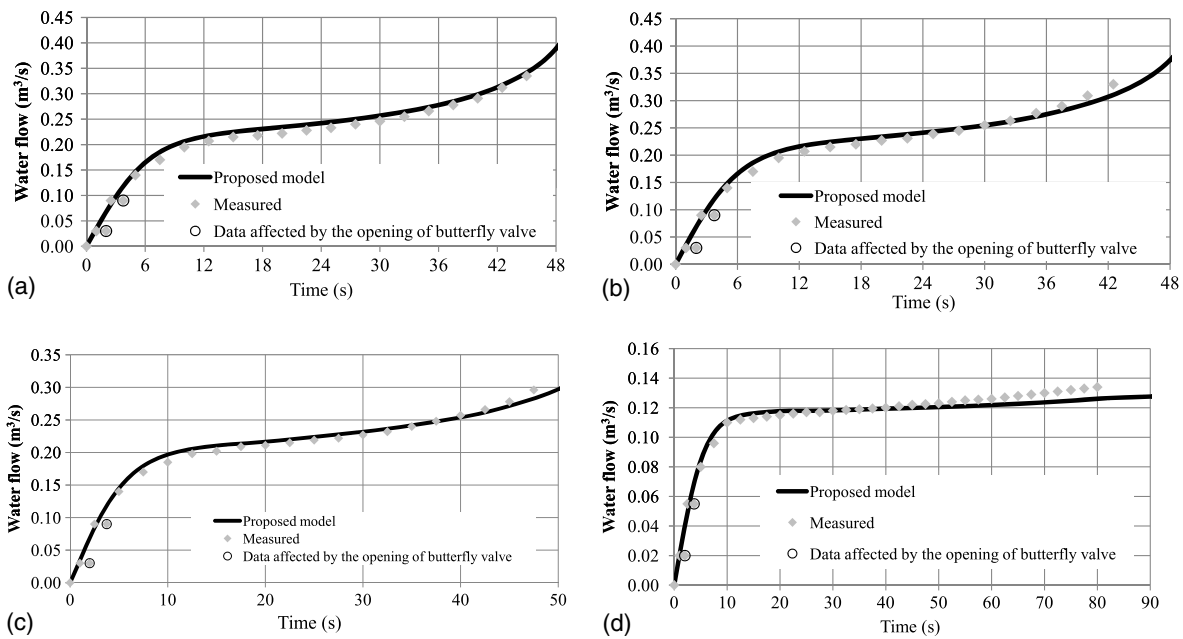 0.45
0.40
0.35
0.30
0.25
0.20
0.15
0.10
0.05
0.00
Water flow (m³/s)
Proposed model
Measured
Data affected by the opening of butterfly valve
0 6 12 18 24 30 36 42 48
Time (s)
(a)
0.45
0.40
0.35
0.30
0.25
0.20
0.15
0.10
0.05
0.00
Water flow (m³/s)
Proposed model
Measured
Data affected by the opening of butterfly valve
0 6 12 18 24 30 36 42 48
Time (s)
(b)
0.35
0.30
0.25
0.20
0.15
0.10
0.05
0.00
Water flow (m³/s)
Proposed model
Measured
Data affected by the opening of butterfly valve
0 10 20 30 40 50
Time (s)
(c)
0.16
0.14
0.12
0.10
0.08
0.06
0.04
0.02
0.00
Water flow (m³/s)
Proposed model
Measured
Data affected by the opening of butterfly valve
0 10 20 30 40 50 60 70 80 90
Time (s)
(d)